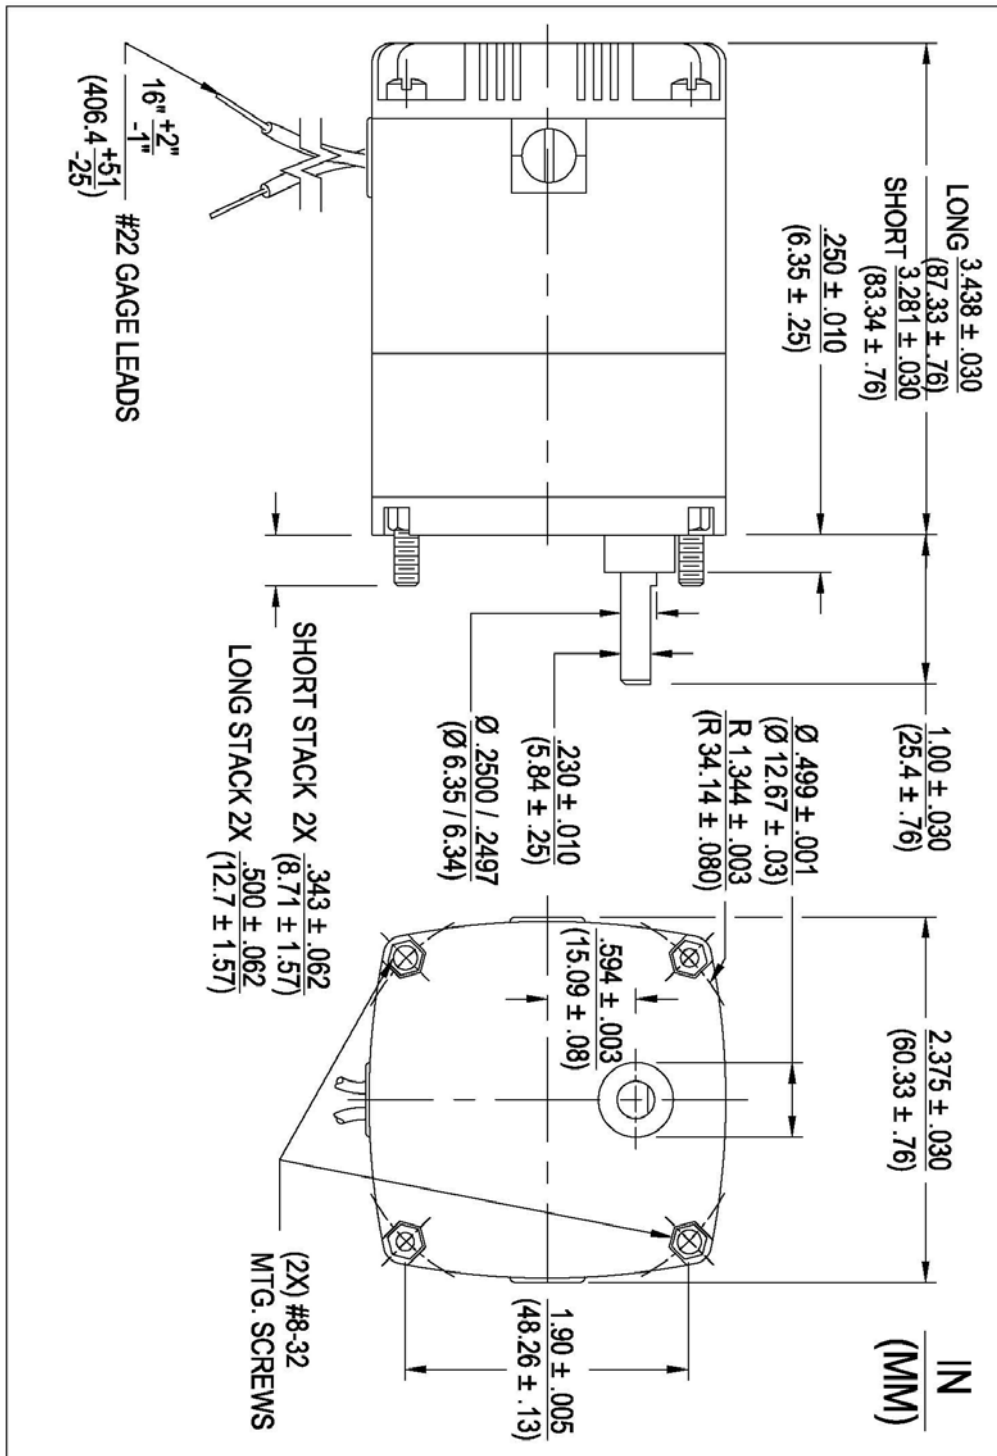 IN
(MM)
LONG 3.438 ± .030
(87.33 ± .76)
SHORT 3.281 ± .030
(83.34 ± .76)
.250 ± .010
(6.35 ± .25)
1.00 ± .030
(25.4 ± .76)
2.375 ± .030
(60.33 ± .76)
Ø .499 ± .001
(Ø 12.67 ± .03)
R 1.344 ± .003
(R 34.14 ± .080)
.594 ± .003
(15.09 ± .08)
.230 ± .010
(5.84 ± .25)
Ø .2500 / .2497
(Ø 6.35 / 6.34)
1.90 ± .005
(48.26 ± .13)
SHORT STACK 2X .343 ± .062
(8.71 ± 1.57)
LONG STACK 2X .500 ± .062
(12.7 ± 1.57)
(2X) #8-32
MTG. SCREWS
16" +2" -1"
(406.4 +51 -25)
#22 GAGE LEADS